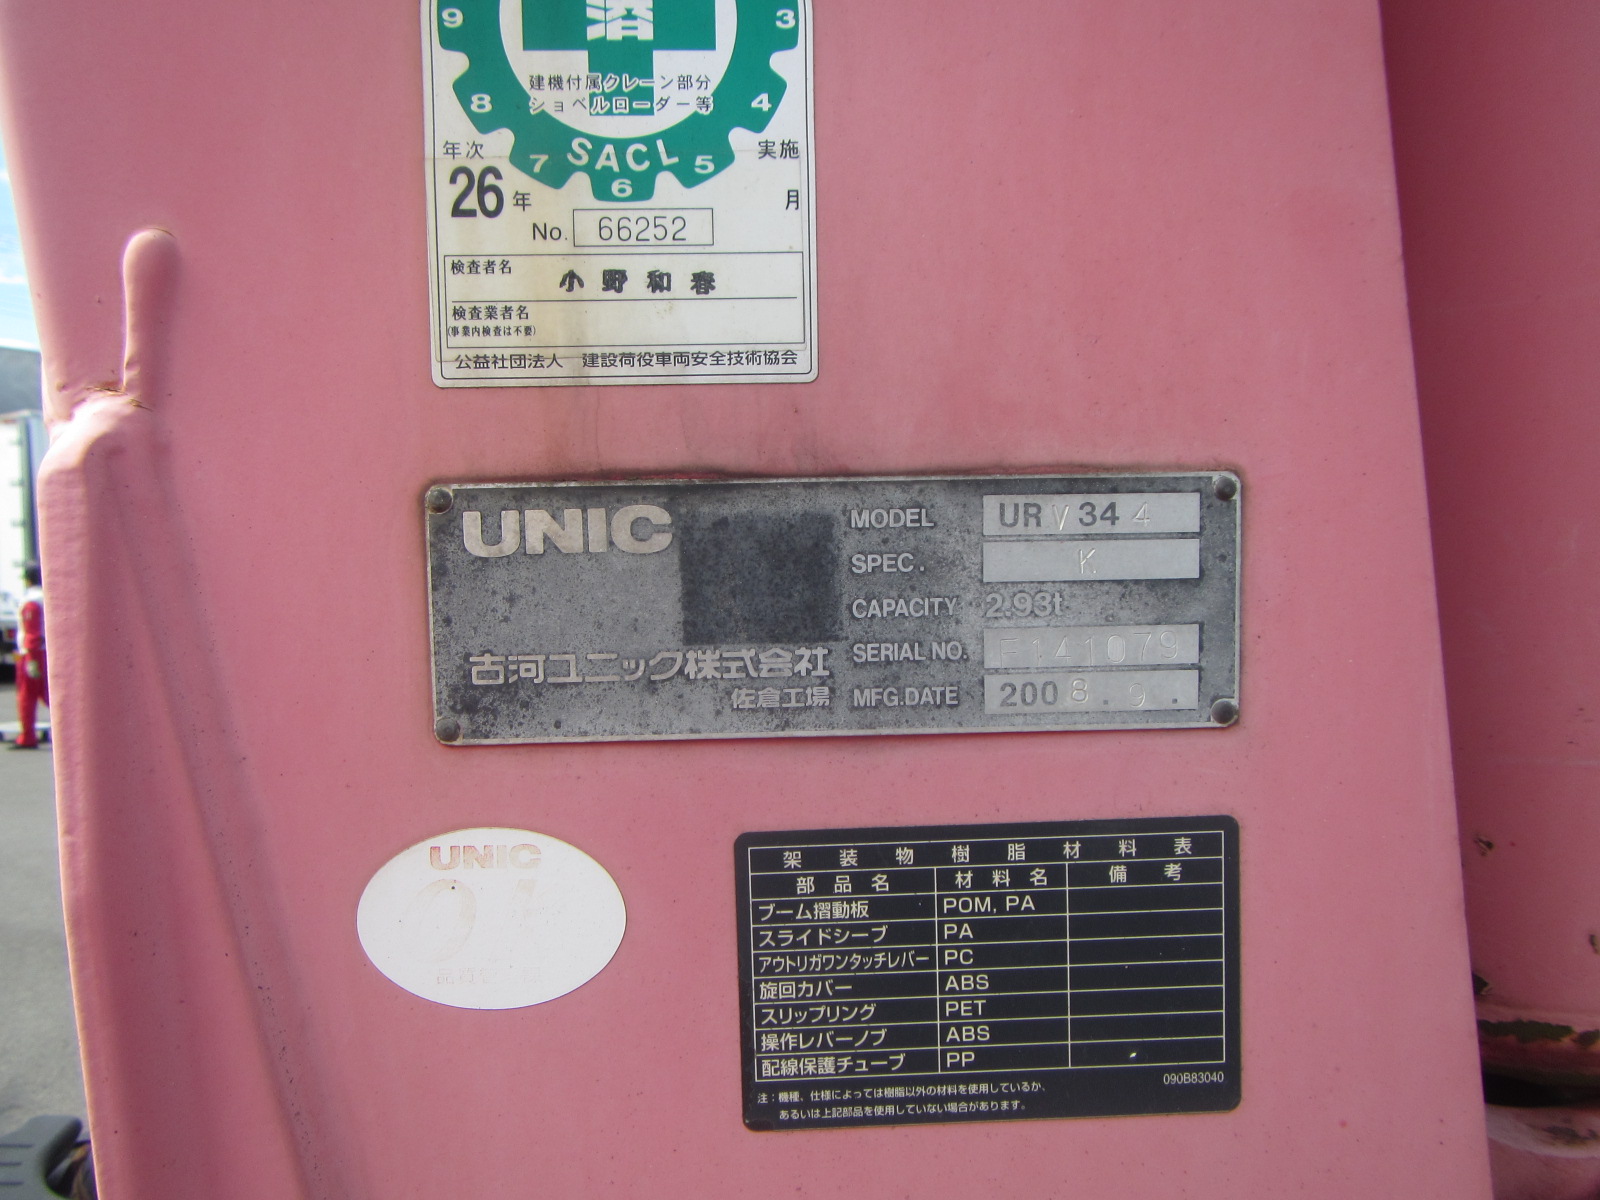 済
9
3
建機付属クレーン部分
8
ショベルローダー等
4
年次
7 SACL 5
実施
26年
6
月
No. 66252
検査者名
小野和春
検査業者名
(事業内検査は不要)
公益社団法人 建設荷役車両安全技術協会
UNIC
MODEL URV344
SPEC. K
CAPACITY 2.93t
古河ユニック株式会社
SERIAL NO. F141079
佐倉工場
MFG.DATE 2008.9.
UNIC
架装物樹脂材料表
部品名 材料名 備考
ブーム摺動板 POM, PA
スライドシーブ PA
アウトリガワンタッチレバー PC
旋回カバー ABS
スリップリング PET
操作レバーノブ ABS
配線保護チューブ PP
090B83040
注:機種、仕様によっては樹脂以外の材料を使用しているか、
あるいは上記部品を使用していない場合があります。